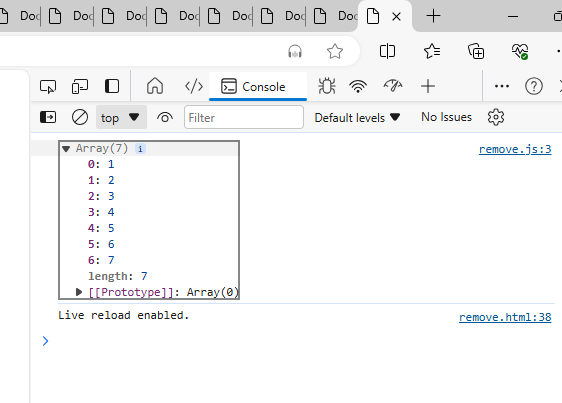 Doc Doc Doc Doc Doc Doc
Console
top Filter Default levels No Issues
Array(7) i remove.js:3
0: 1
1: 2
2: 3
3: 4
4: 5
5: 6
6: 7
length: 7
[[Prototype]]: Array(0)
Live reload enabled. remove.html:38